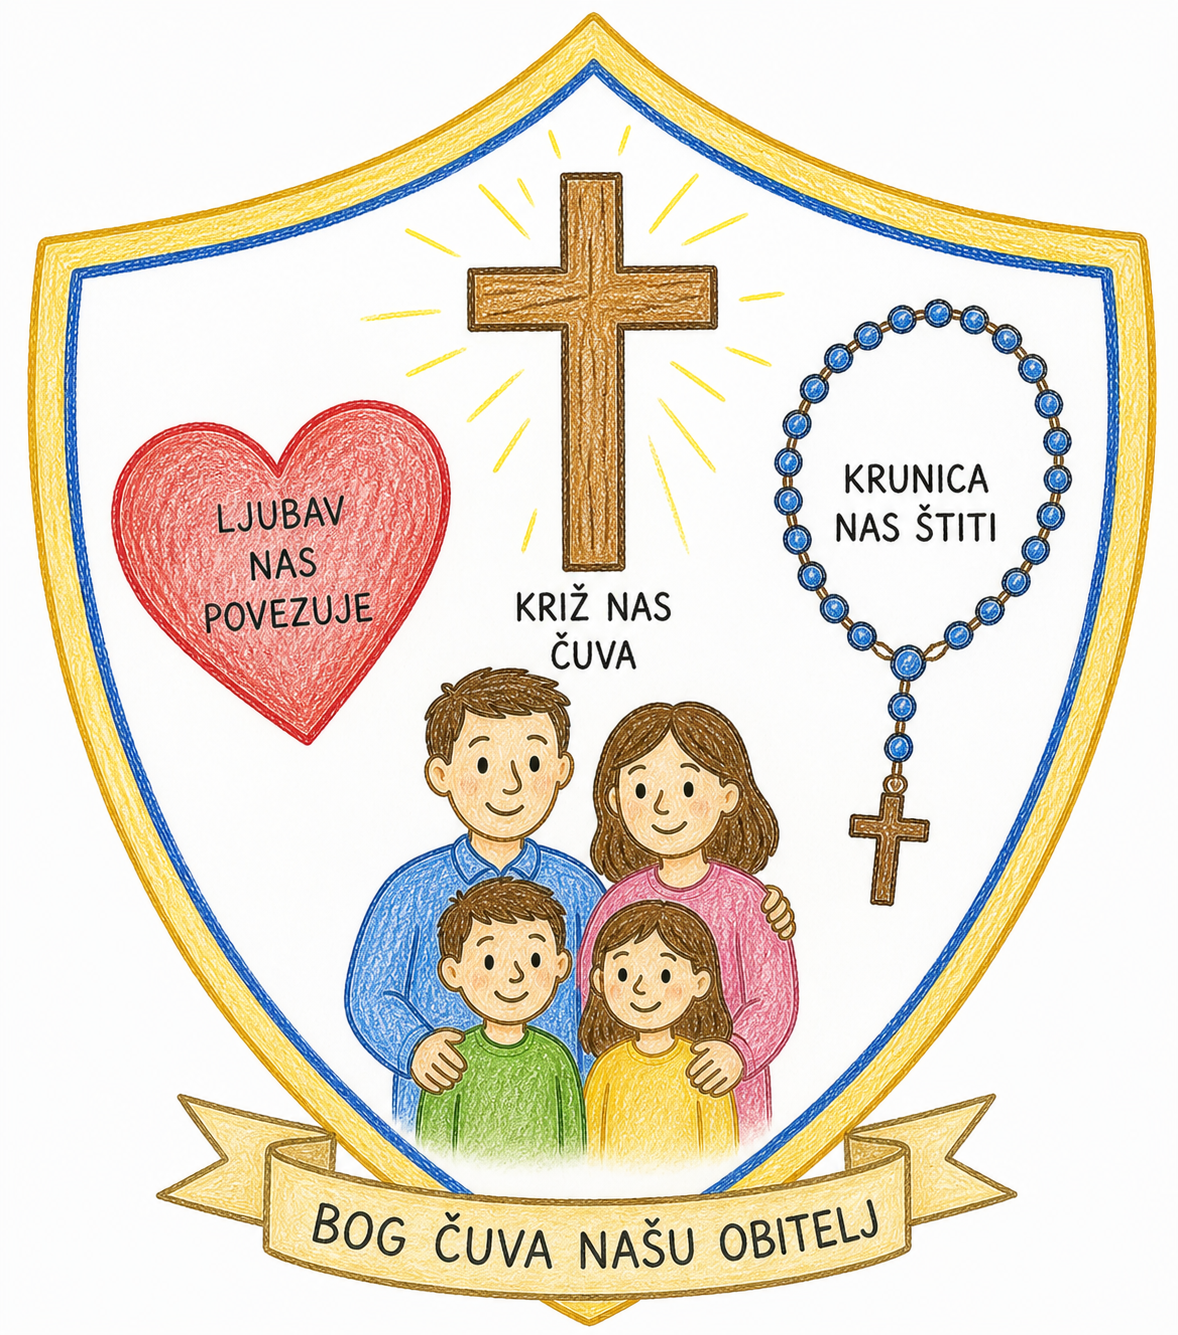 LJUBAV
NAS
POVEZUJE
KRIŽ NAS
ČUVA
KRUNICA
NAS ŠTITI
BOG ČUVA NAŠU OBITELJ